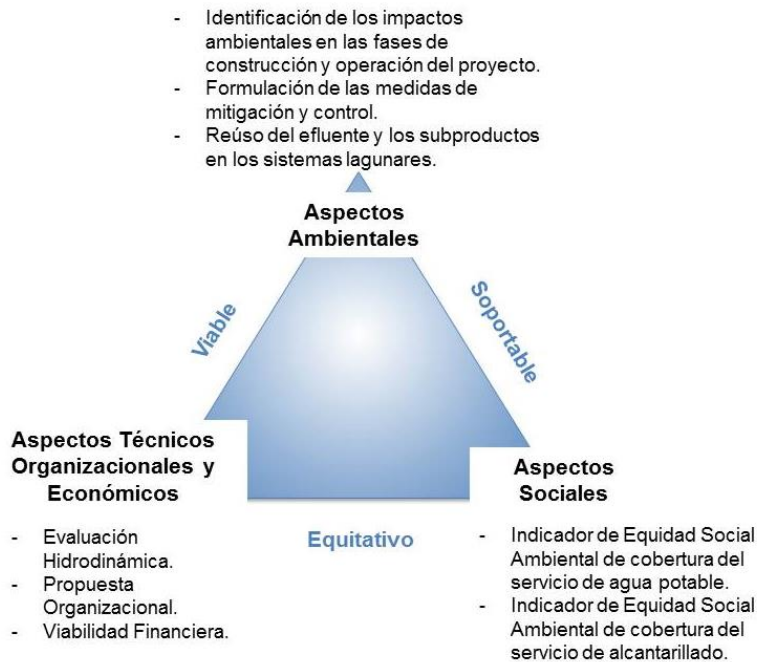 - Identificación de los impactos
ambientales en las fases de
construcción y operación del proyecto.
- Formulación de las medidas de
mitigación y control.
- Reúso del efluente y los subproductos
en los sistemas lagunares.
Aspectos
Ambientales
Viable
Soportable
Aspectos Técnicos
Organizacionales y
Económicos
- Evaluación
Hidrodinámica.
- Propuesta
Organizacional.
- Viabilidad Financiera.
Equitativo
Aspectos
Sociales
- Indicador de Equidad Social
Ambiental de cobertura del
servicio de agua potable.
- Indicador de Equidad Social
Ambiental de cobertura del
servicio de alcantarillado.